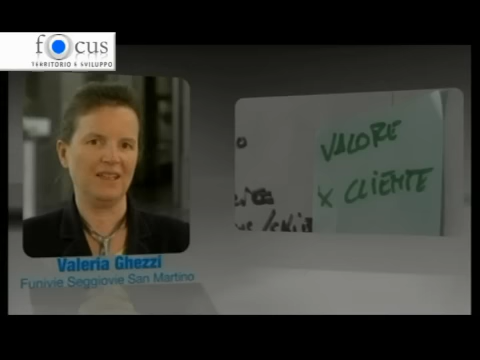 focus
TERRITORIO E SVILUPPO
VALORE
X CLIENTE
Valeria Ghezzi
Funivie Seggiovie San Martino